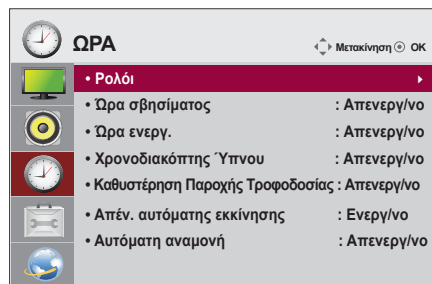 ΩΡΑ
Μετακίνηση OK
• Ρολόι
• Ώρα σβησίματος : Απενεργ/νο
• Ώρα ενεργ. : Απενεργ/νο
• Χρονοδιακόπτης Ύπνου : Απενεργ/νο
• Καθυστέρηση Παροχής Τροφοδοσίας : Απενεργ/νο
• Απέν. αυτόματης εκκίνησης : Ενεργ/νο
• Αυτόματη αναμονή : Απενεργ/νο